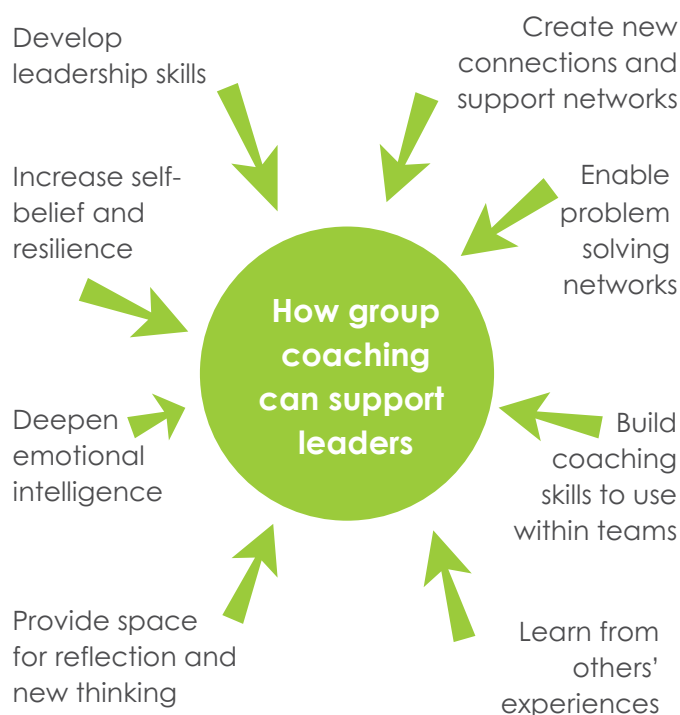 Develop
leadership skills
Create new
connections and
support networks
Increase self-
belief and
resilience
Enable
problem
solving
networks
How group
coaching
can support
leaders
Deepen
emotional
intelligence
Build
coaching
skills to use
within teams
Provide space
for reflection and
new thinking
Learn from
others’
experiences